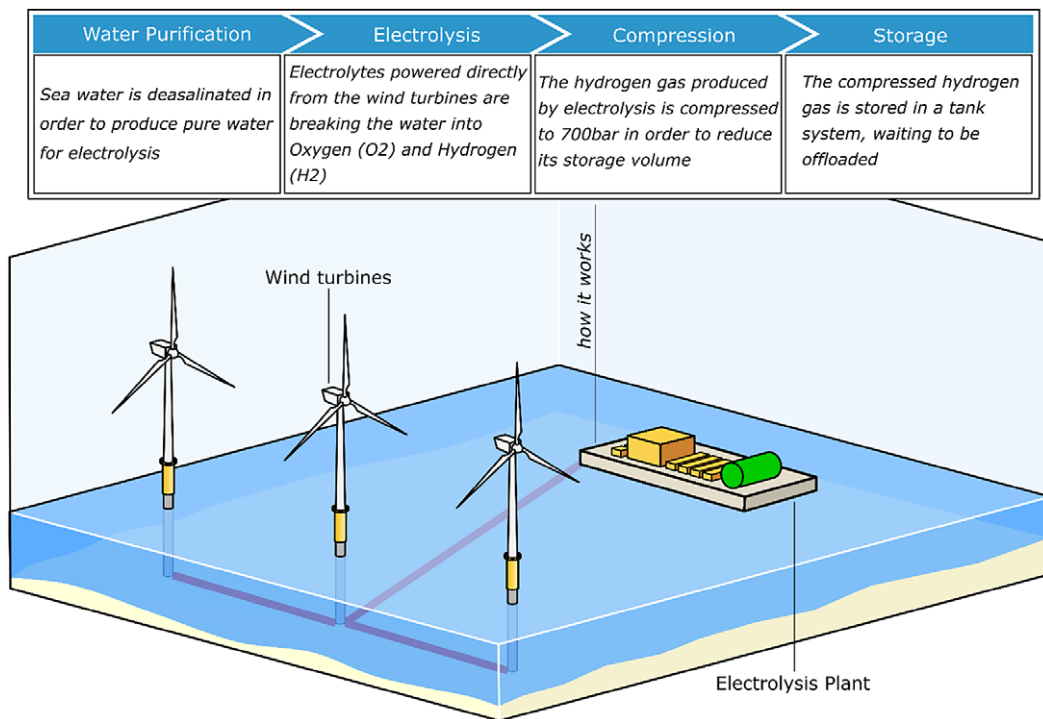 Water Purification
Electrolysis
Compression
Storage
Sea water is deasalinated in
order to produce pure water
for electrolysis
Electrolytes powered directly
from the wind turbines are
breaking the water into
Oxygen (O2) and Hydrogen
(H2)
The hydrogen gas produced
by electrolysis is compressed
to 700bar in order to reduce
its storage volume
The compressed hydrogen
gas is stored in a tank
system, waiting to be
offloaded
how it works
Wind turbines
Electrolysis Plant